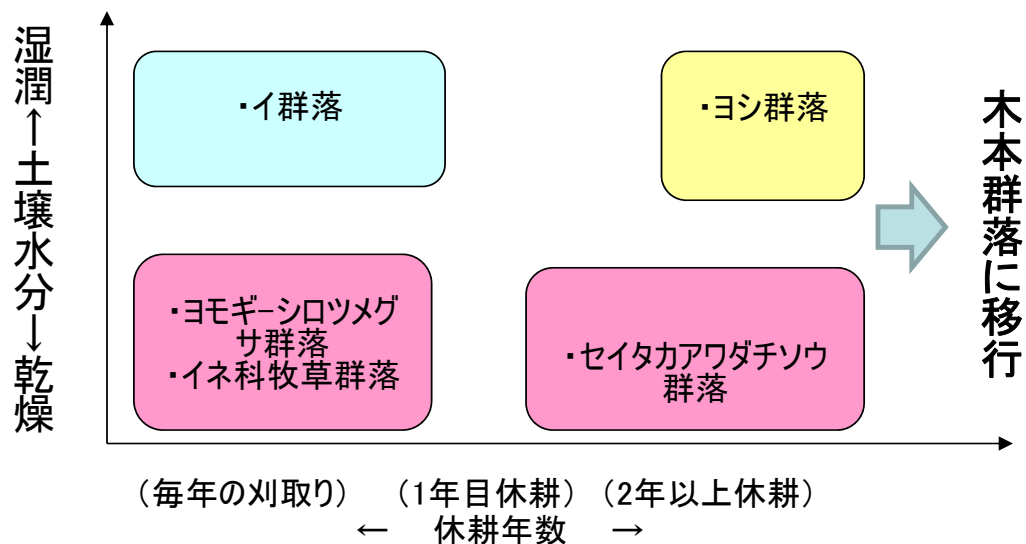 湿潤←土壌水分→乾燥
・イ群落
・ヨシ群落
・ヨモギ−シロツメグ
サ群落
・イネ科牧草群落
・セイタカアワダチソウ
群落
木本群落に移行
（毎年の刈取り） （1年目休耕） （2年以上休耕）
← 休耕年数 →